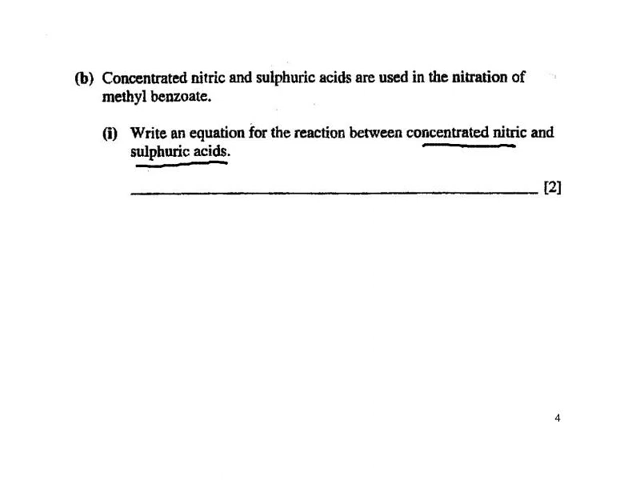 (b) Concentrated nitric and sulphuric acids are used in the nitration of
methyl benzoate.
(i) Write an equation for the reaction between concentrated nitric and
sulphuric acids.
[2]
4